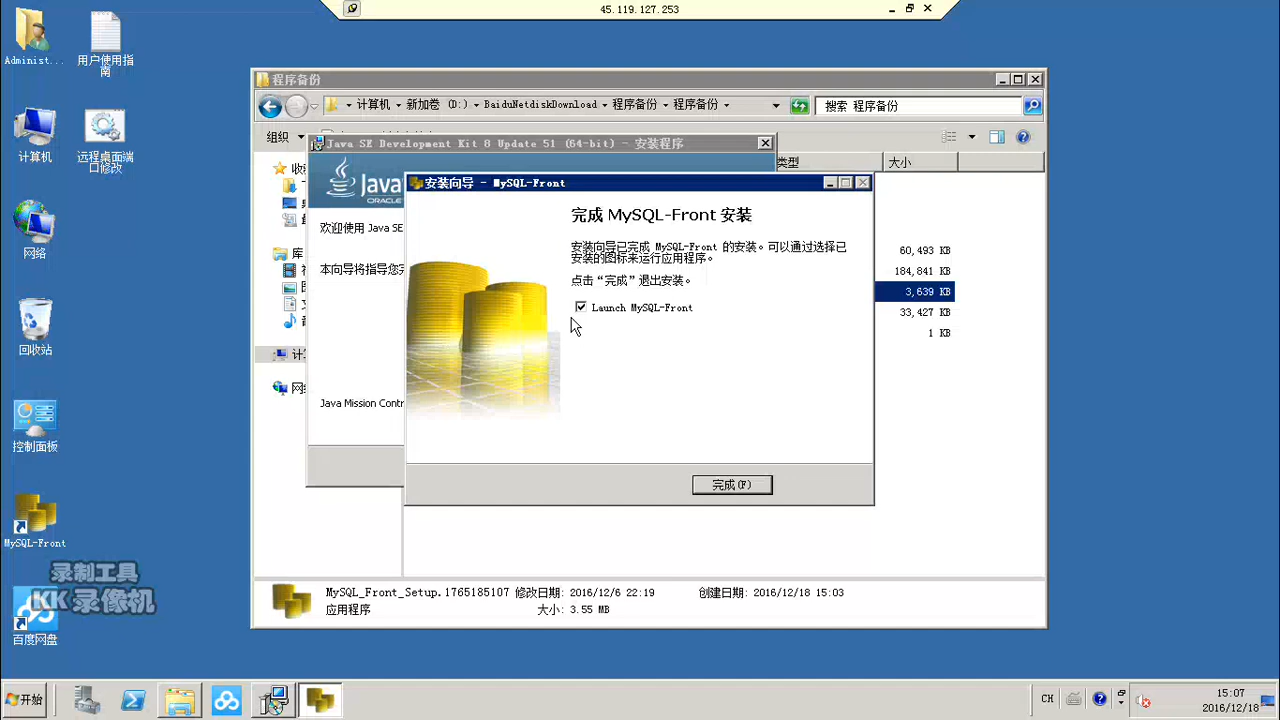 45.119.127.253
Administ...
用户使用指南
计算机
远程桌面端口修改
网络
回收站
控制面板
MySQL-Front
录制工具
KK 录像机
百度网盘
程序备份
计算机 新加卷 (D:) BaiduNetdiskDownload 程序备份 程序备份
搜索 程序备份
组织
类型
大小
库
60,493 KB
184,841 KB
3,639 KB
33,427 KB
1 KB
Java SE Development Kit 8 Update 51 (64-bit) - 安装程序
Java
ORACLE
欢迎使用 Java SE
本向导将指导您完
Java Mission Contr
安装向导 - MySQL-Front
完成 MySQL-Front 安装
安装向导已完成 MySQL-Front 的安装。可以通过选择已
安装的图标来运行应用程序。
点击“完成”退出安装。
Launch MySQL-Front
完成(F)
MySQL_Front_Setup.1765185107 修改日期: 2016/12/6 22:19 创建日期: 2016/12/18 15:03
应用程序 大小: 3.55 MB
开始
CH
15:07
2016/12/18